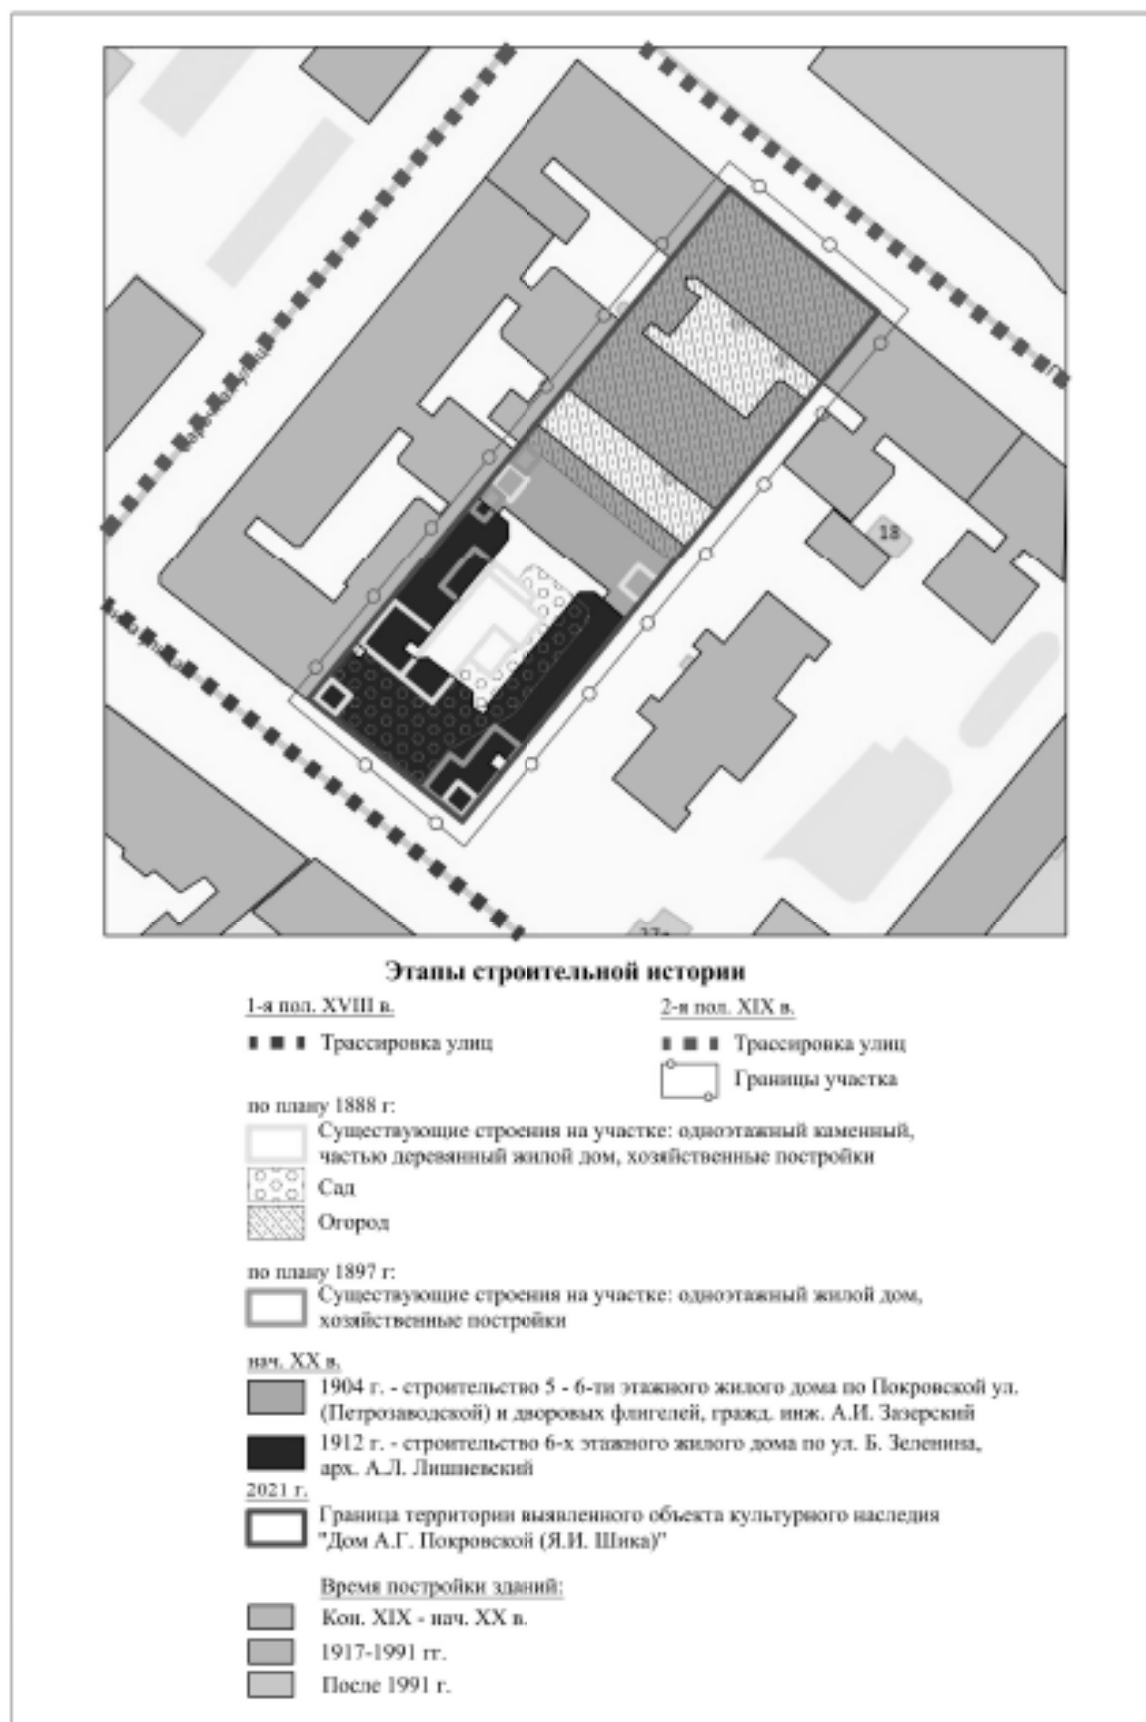 18
Этапы строительной истории
1-я пол. XVIII в.
2-я пол. XIX в.
Трассировка улиц
Трассировка улиц
Границы участка
по плану 1888 г:
Существующие строения на участке: одноэтажный каменный,
частью деревянный жилой дом, хозяйственные постройки
Сад
Огород
по плану 1897 г:
Существующие строения на участке: одноэтажный жилой дом,
хозяйственные постройки
нач. XX в.
1904 г. - строительство 5 - 6-ти этажного жилого дома по Покровской ул.
(Петрозаводской) и дворовых флигелей, гражд. инж. А.И. Зазерский
1912 г. - строительство 6-х этажного жилого дома по ул. Б. Зеленина,
арх. А.Л. Лишневский
2021 г.
Граница территории выявленного объекта культурного наследия
"Дом А.Г. Покровской (Я.И. Шика)"
Время постройки зданий:
Кон. XIX - нач. XX в.
1917-1991 гг.
После 1991 г.